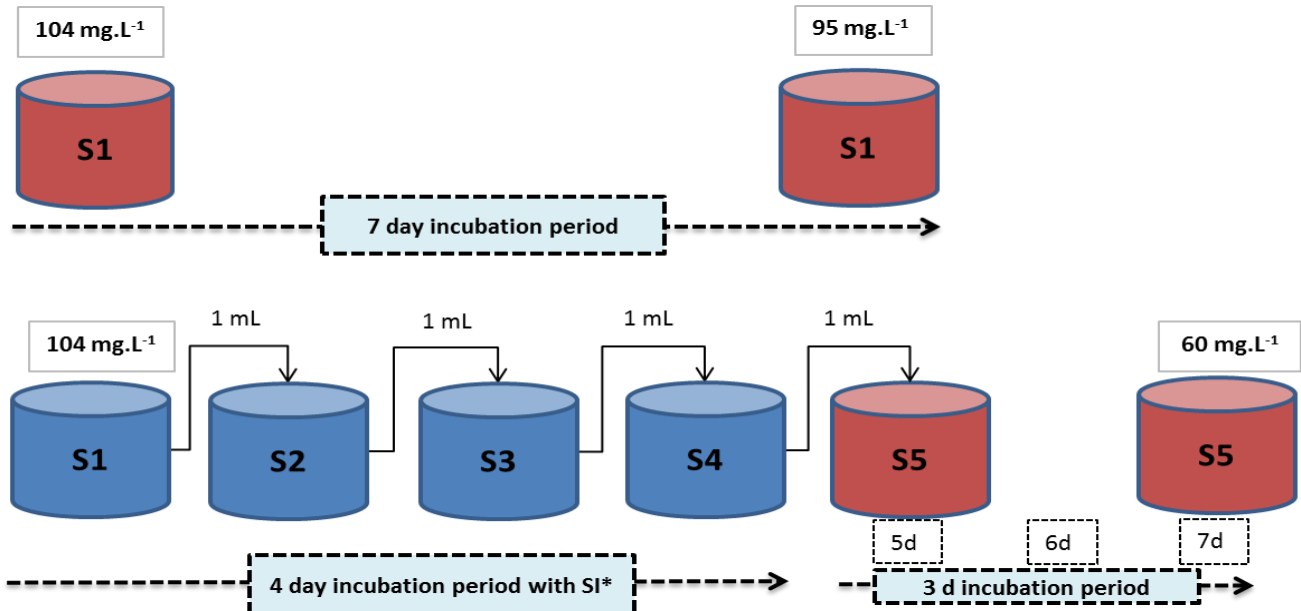 104 mg.L-1
95 mg.L-1
S1
S1
7 day incubation period
1 mL
1 mL
1 mL
1 mL
104 mg.L-1
60 mg.L-1
S1
S2
S3
S4
S5
S5
5d
6d
7d
4 day incubation period with SI*
3 d incubation period